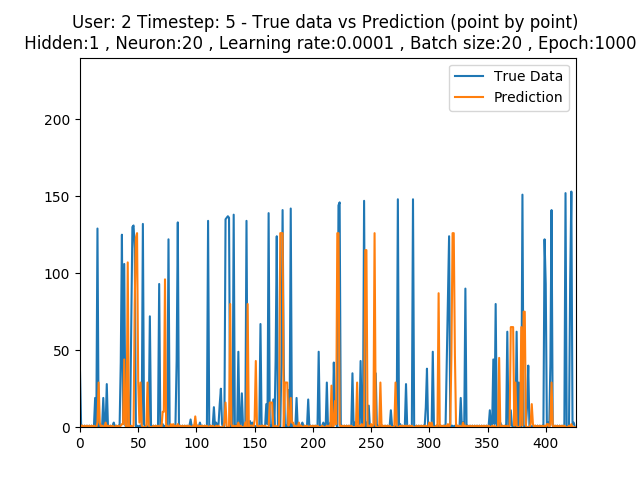 User: 2 Timestep: 5 - True data vs Prediction (point by point)
Hidden:1 , Neuron:20 , Learning rate:0.0001 , Batch size:20 , Epoch:1000
True Data
Prediction
200
150
100
50
0
0 50 100 150 200 250 300 350 400